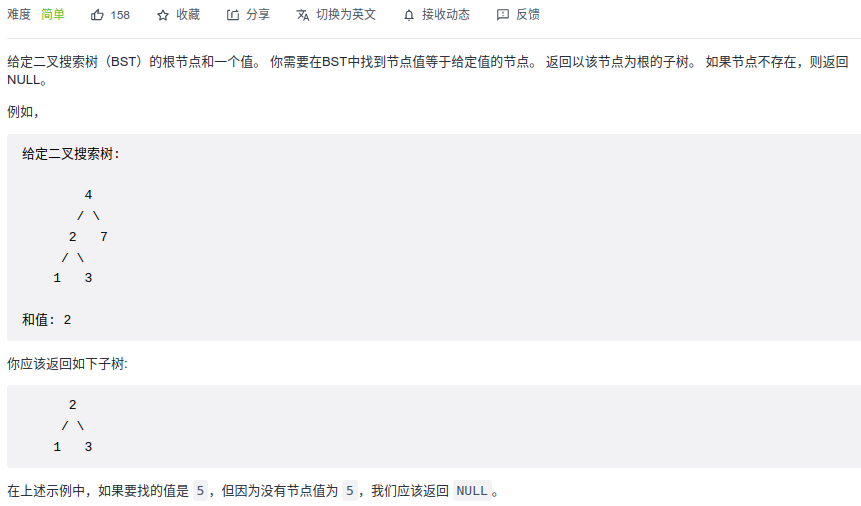 难度 简单 158 收藏 分享 切换为英文 接收动态 反馈
给定二叉搜索树（BST）的根节点和一个值。 你需要在BST中找到节点值等于给定值的节点。 返回以该节点为根的子树。 如果节点不存在，则返回
NULL。
例如，
给定二叉搜索树:
4
/ \
2 7
/ \
1 3
和值: 2
你应该返回如下子树:
2
/ \
1 3
在上述示例中，如果要找的值是 5，但因为没有节点值为 5，我们应该返回 NULL。